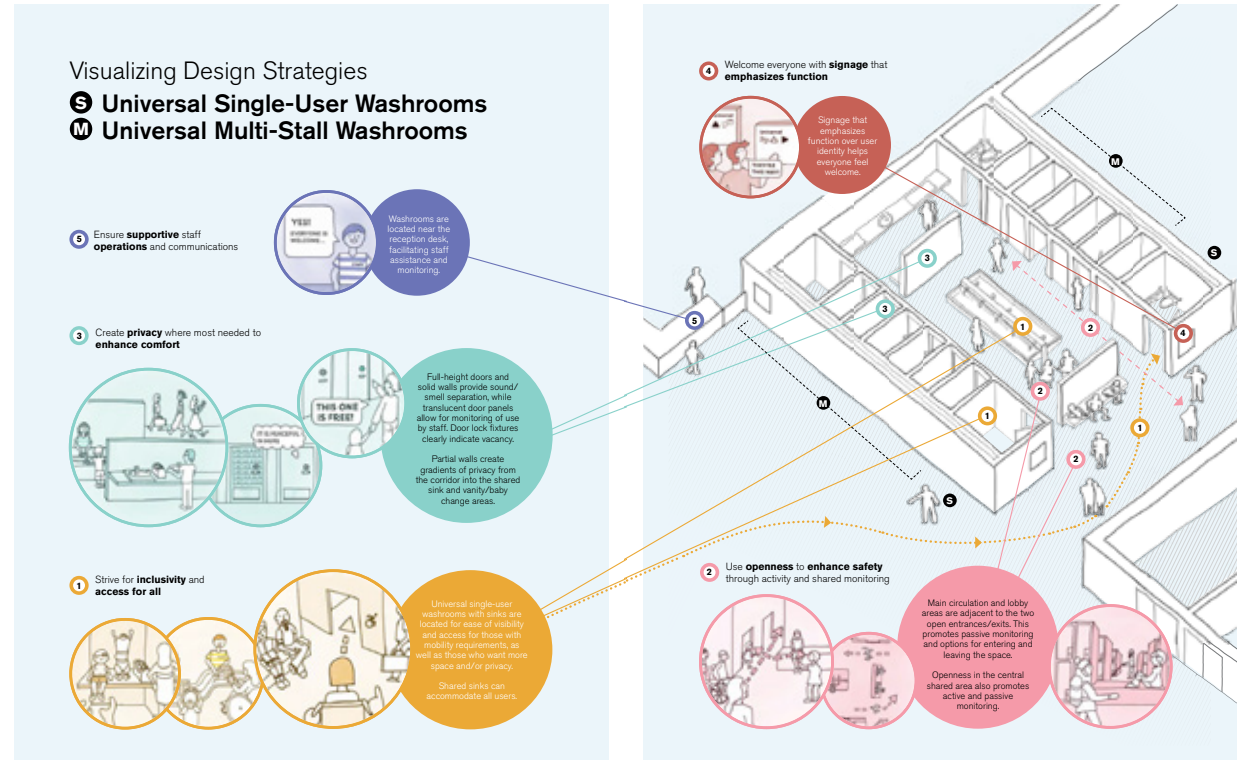 Visualizing Design Strategies
S Universal Single-User Washrooms
M Universal Multi-Stall Washrooms
5
Ensure supportive staff
operations and communications
YES!
EVERYONE IS
WELCOME...
Washrooms are
located near the
reception desk,
facilitating staff
assistance and
monitoring.
3
Create privacy where most needed to
enhance comfort
IT IS PEACEFUL
THIS ONE
IS FREE!
Full-height doors and
solid walls provide sound/
smell separation, while
translucent door panels
allow for monitoring of use
by staff. Door lock fixtures
clearly indicate vacancy.
Partial walls create
gradients of privacy from
the corridor into the shared
sink and vanity/baby
change areas.
1
Strive for inclusivity and
access for all
Universal single-user
washrooms with sinks are
located for ease of visibility
and access for those with
mobility requirements, as
well as those who want more
space and/or privacy.
Shared sinks can
accommodate all users.
4
Welcome everyone with signage that
emphasizes function
Signage that
emphasizes
function over user
identity helps
everyone feel
welcome.
M
S
3
3
5
1
2
4
2
1
M
1
2
S
2
Use openness to enhance safety
through activity and shared monitoring
Main circulation and lobby
areas are adjacent to the two
open entrances/exits. This
promotes passive monitoring
and options for entering and
leaving the space.
Openness in the central
shared area also promotes
active and passive
monitoring.